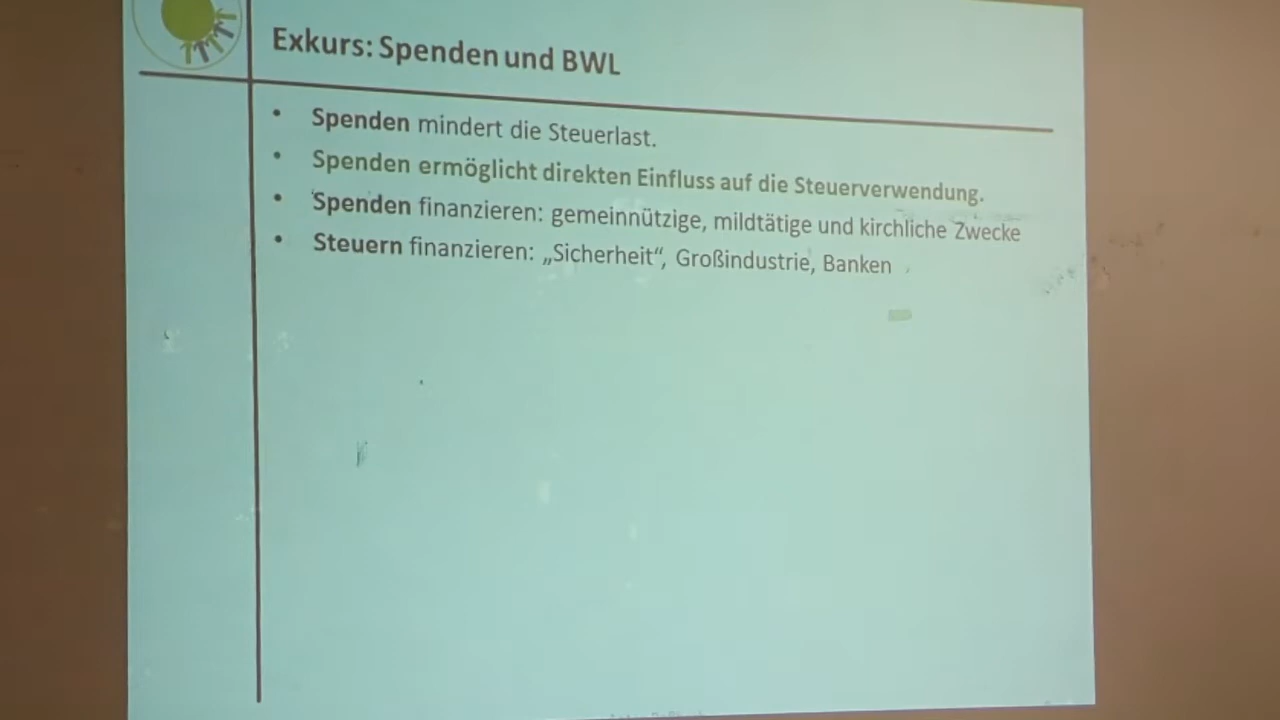 Exkurs: Spenden und BWL
• Spenden mindert die Steuerlast.
• Spenden ermöglicht direkten Einfluss auf die Steuerverwendung.
• Spenden finanzieren: gemeinnützige, mildtätige und kirchliche Zwecke
• Steuern finanzieren: „Sicherheit“, Großindustrie, Banken